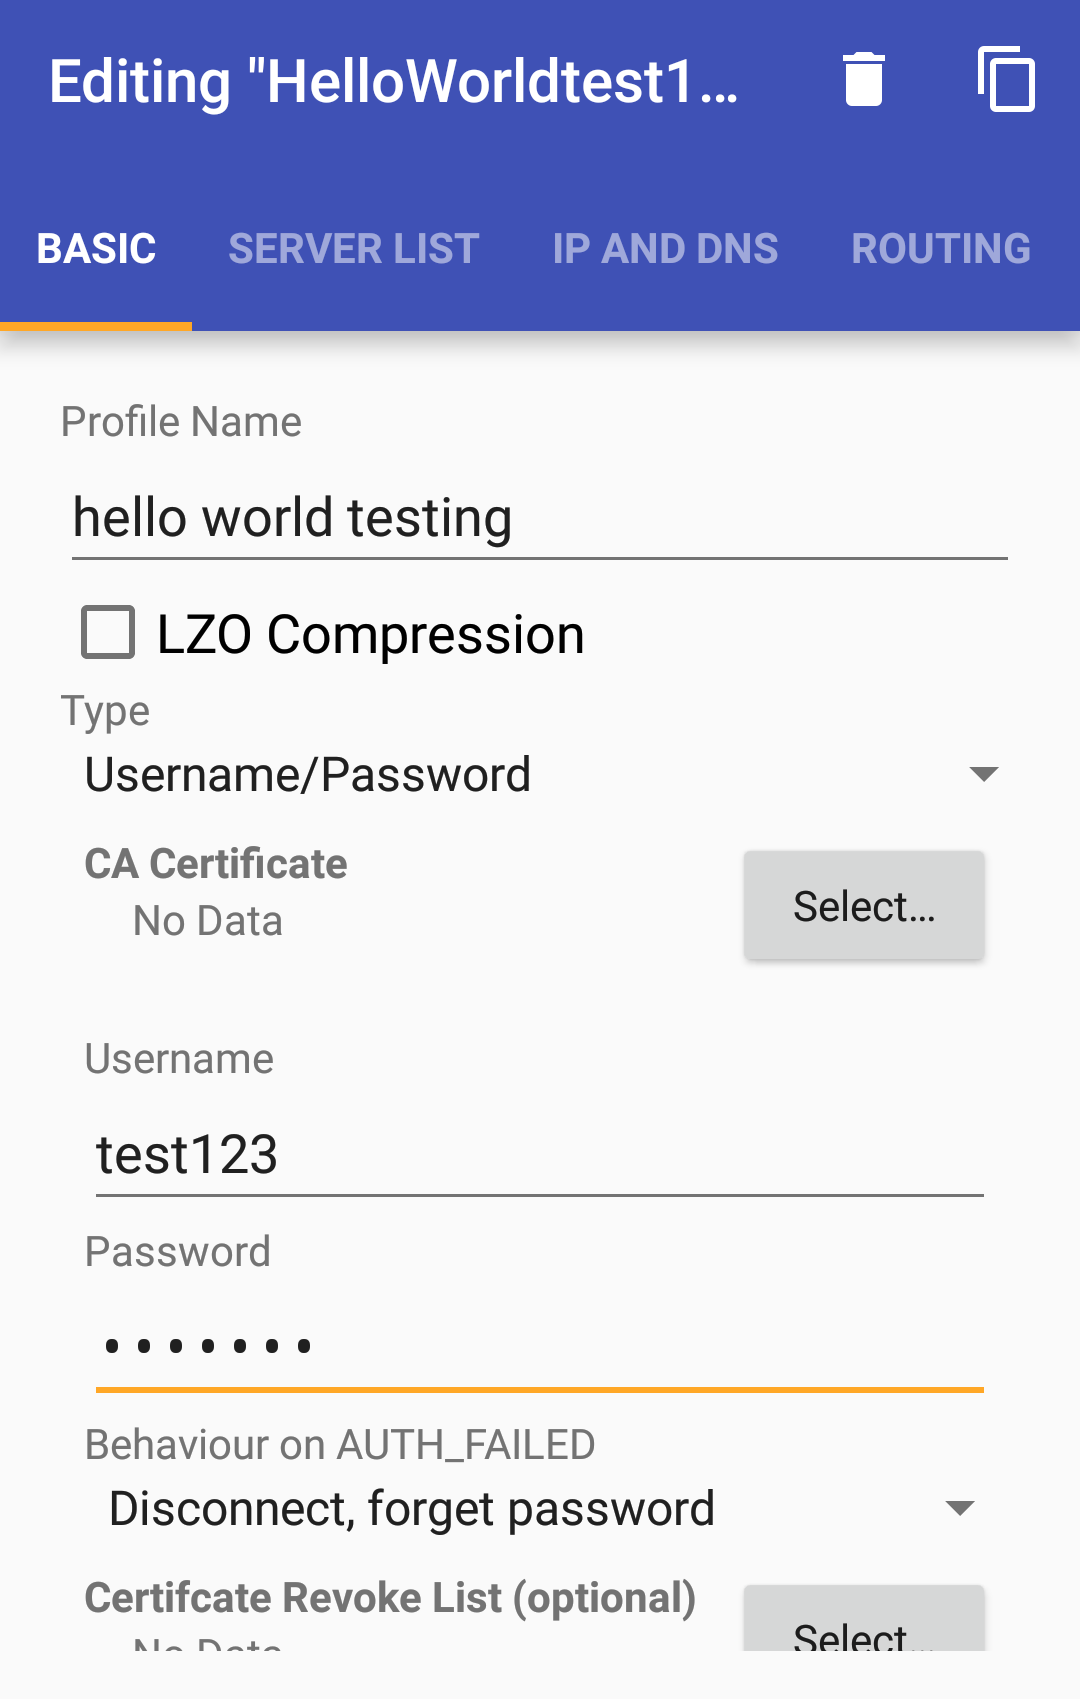 Editing "HelloWorldtest1…
BASIC SERVER LIST IP AND DNS ROUTING
Profile Name
hello world testing
LZO Compression
Type
Username/Password
CA Certificate
No Data
Select…
Username
test123
Password
•••••••
Behaviour on AUTH_FAILED
Disconnect, forget password
Certifcate Revoke List (optional)
No Data
Select…